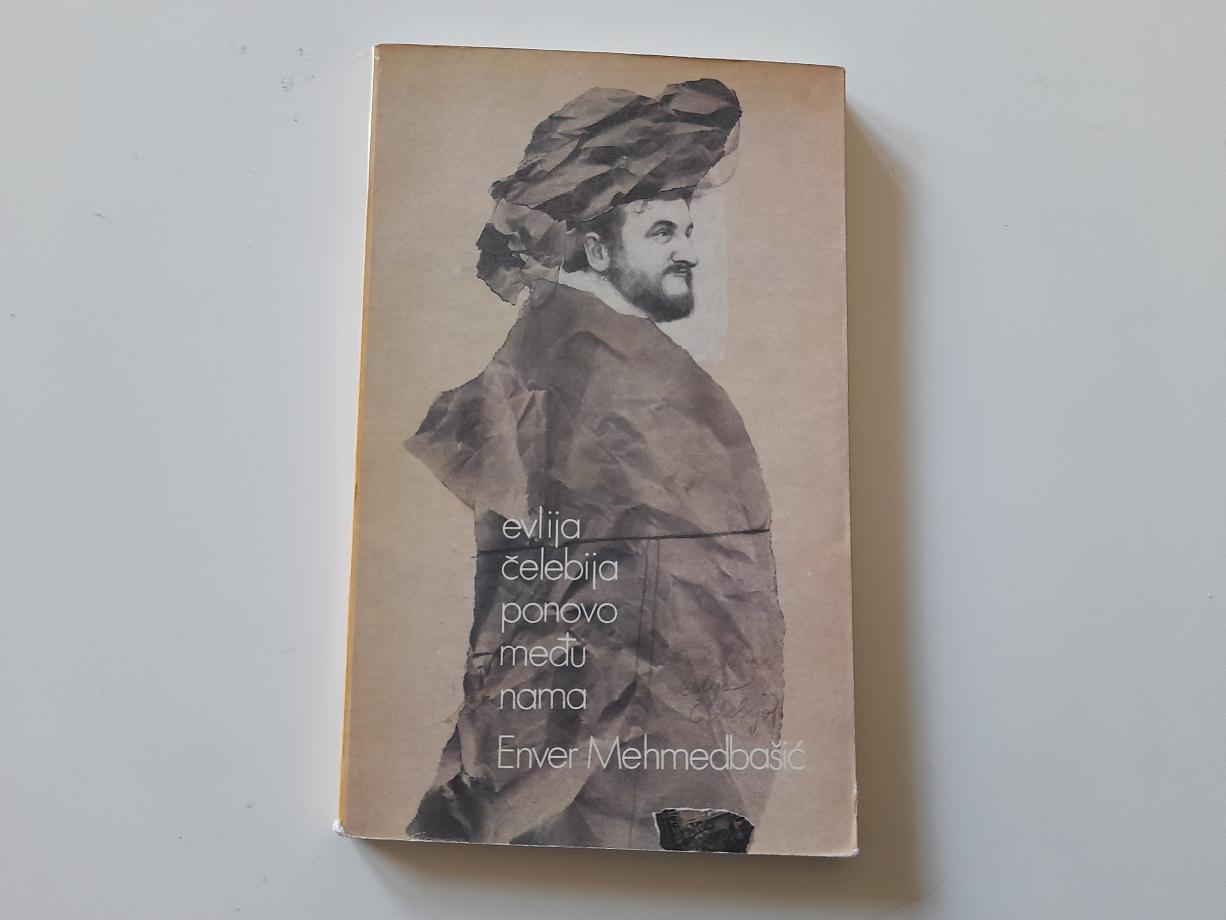 evlija
čelebija
ponovo
među
nama
Enver Mehmedbašić